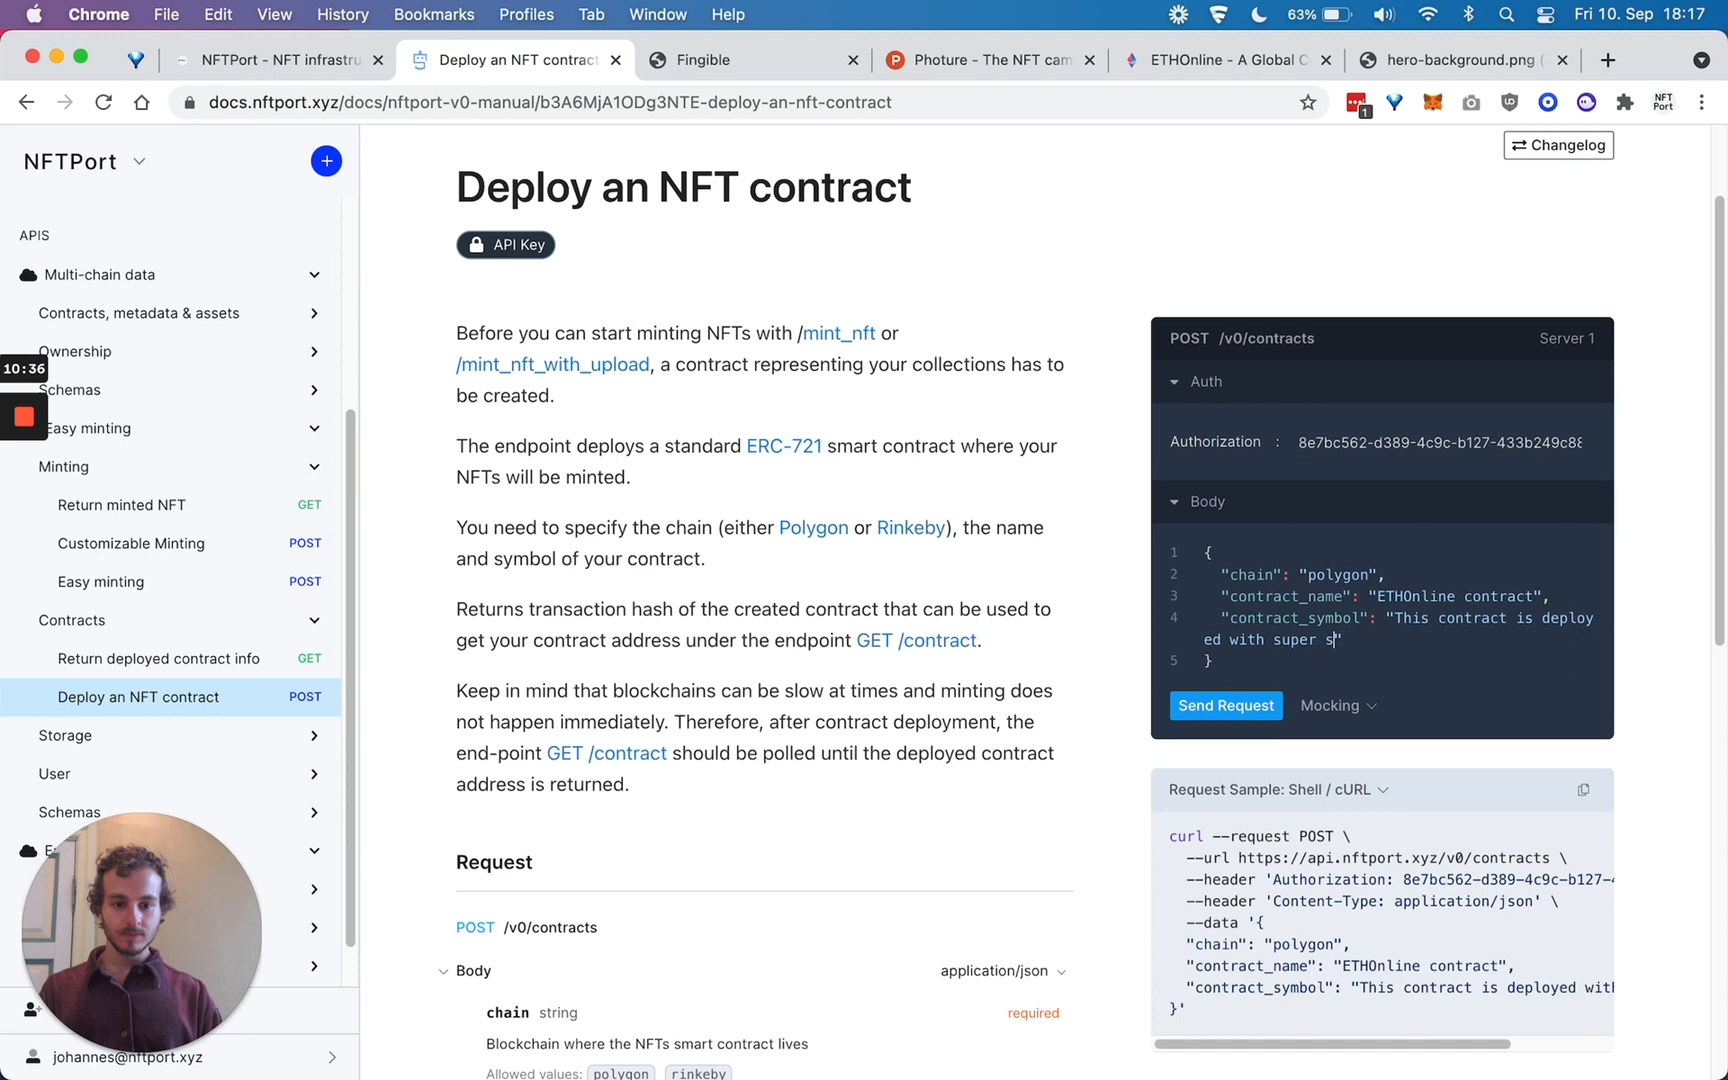 Chrome File Edit View History Bookmarks Profiles Tab Window Help 63% Fri 10. Sep 18:17
NFTPort - NFT infrastru Deploy an NFT contract Fingible Photure - The NFT cam ETHOnline - A Global C hero-background.png (
docs.nftport.xyz/docs/nftport-v0-manual/b3A6MjA1ODg3NTE-deploy-an-nft-contract 1 NFT Port
NFTPort
APIS
Multi-chain data
Contracts, metadata & assets
Ownership
10:36
Schemas
Easy minting
Minting
Return minted NFT GET
Customizable Minting POST
Easy minting POST
Contracts
Return deployed contract info GET
Deploy an NFT contract POST
Storage
User
Schemas
johannes@nftport.xyz
Changelog
Deploy an NFT contract
API Key
Before you can start minting NFTs with /mint_nft or
/mint_nft_with_upload, a contract representing your collections has to
be created.
The endpoint deploys a standard ERC-721 smart contract where your
NFTs will be minted.
You need to specify the chain (either Polygon or Rinkeby), the name
and symbol of your contract.
Returns transaction hash of the created contract that can be used to
get your contract address under the endpoint GET /contract.
Keep in mind that blockchains can be slow at times and minting does
not happen immediately. Therefore, after contract deployment, the
end-point GET /contract should be polled until the deployed contract
address is returned.
Request
POST /v0/contracts
Body application/json
chain string required
Blockchain where the NFTs smart contract lives
Allowed values: polygon rinkeby
POST /v0/contracts Server 1
Auth
Authorization : 8e7bc562-d389-4c9c-b127-433b249c88
Body
1 {
2 "chain": "polygon",
3 "contract_name": "ETHOnline contract",
4 "contract_symbol": "This contract is deploy
ed with super s"
5 }
Send Request Mocking
Request Sample: Shell / cURL
curl --request POST \
--url https://api.nftport.xyz/v0/contracts \
--header 'Authorization: 8e7bc562-d389-4c9c-b127-
--header 'Content-Type: application/json' \
--data '{
"chain": "polygon",
"contract_name": "ETHOnline contract",
"contract_symbol": "This contract is deployed with
}'